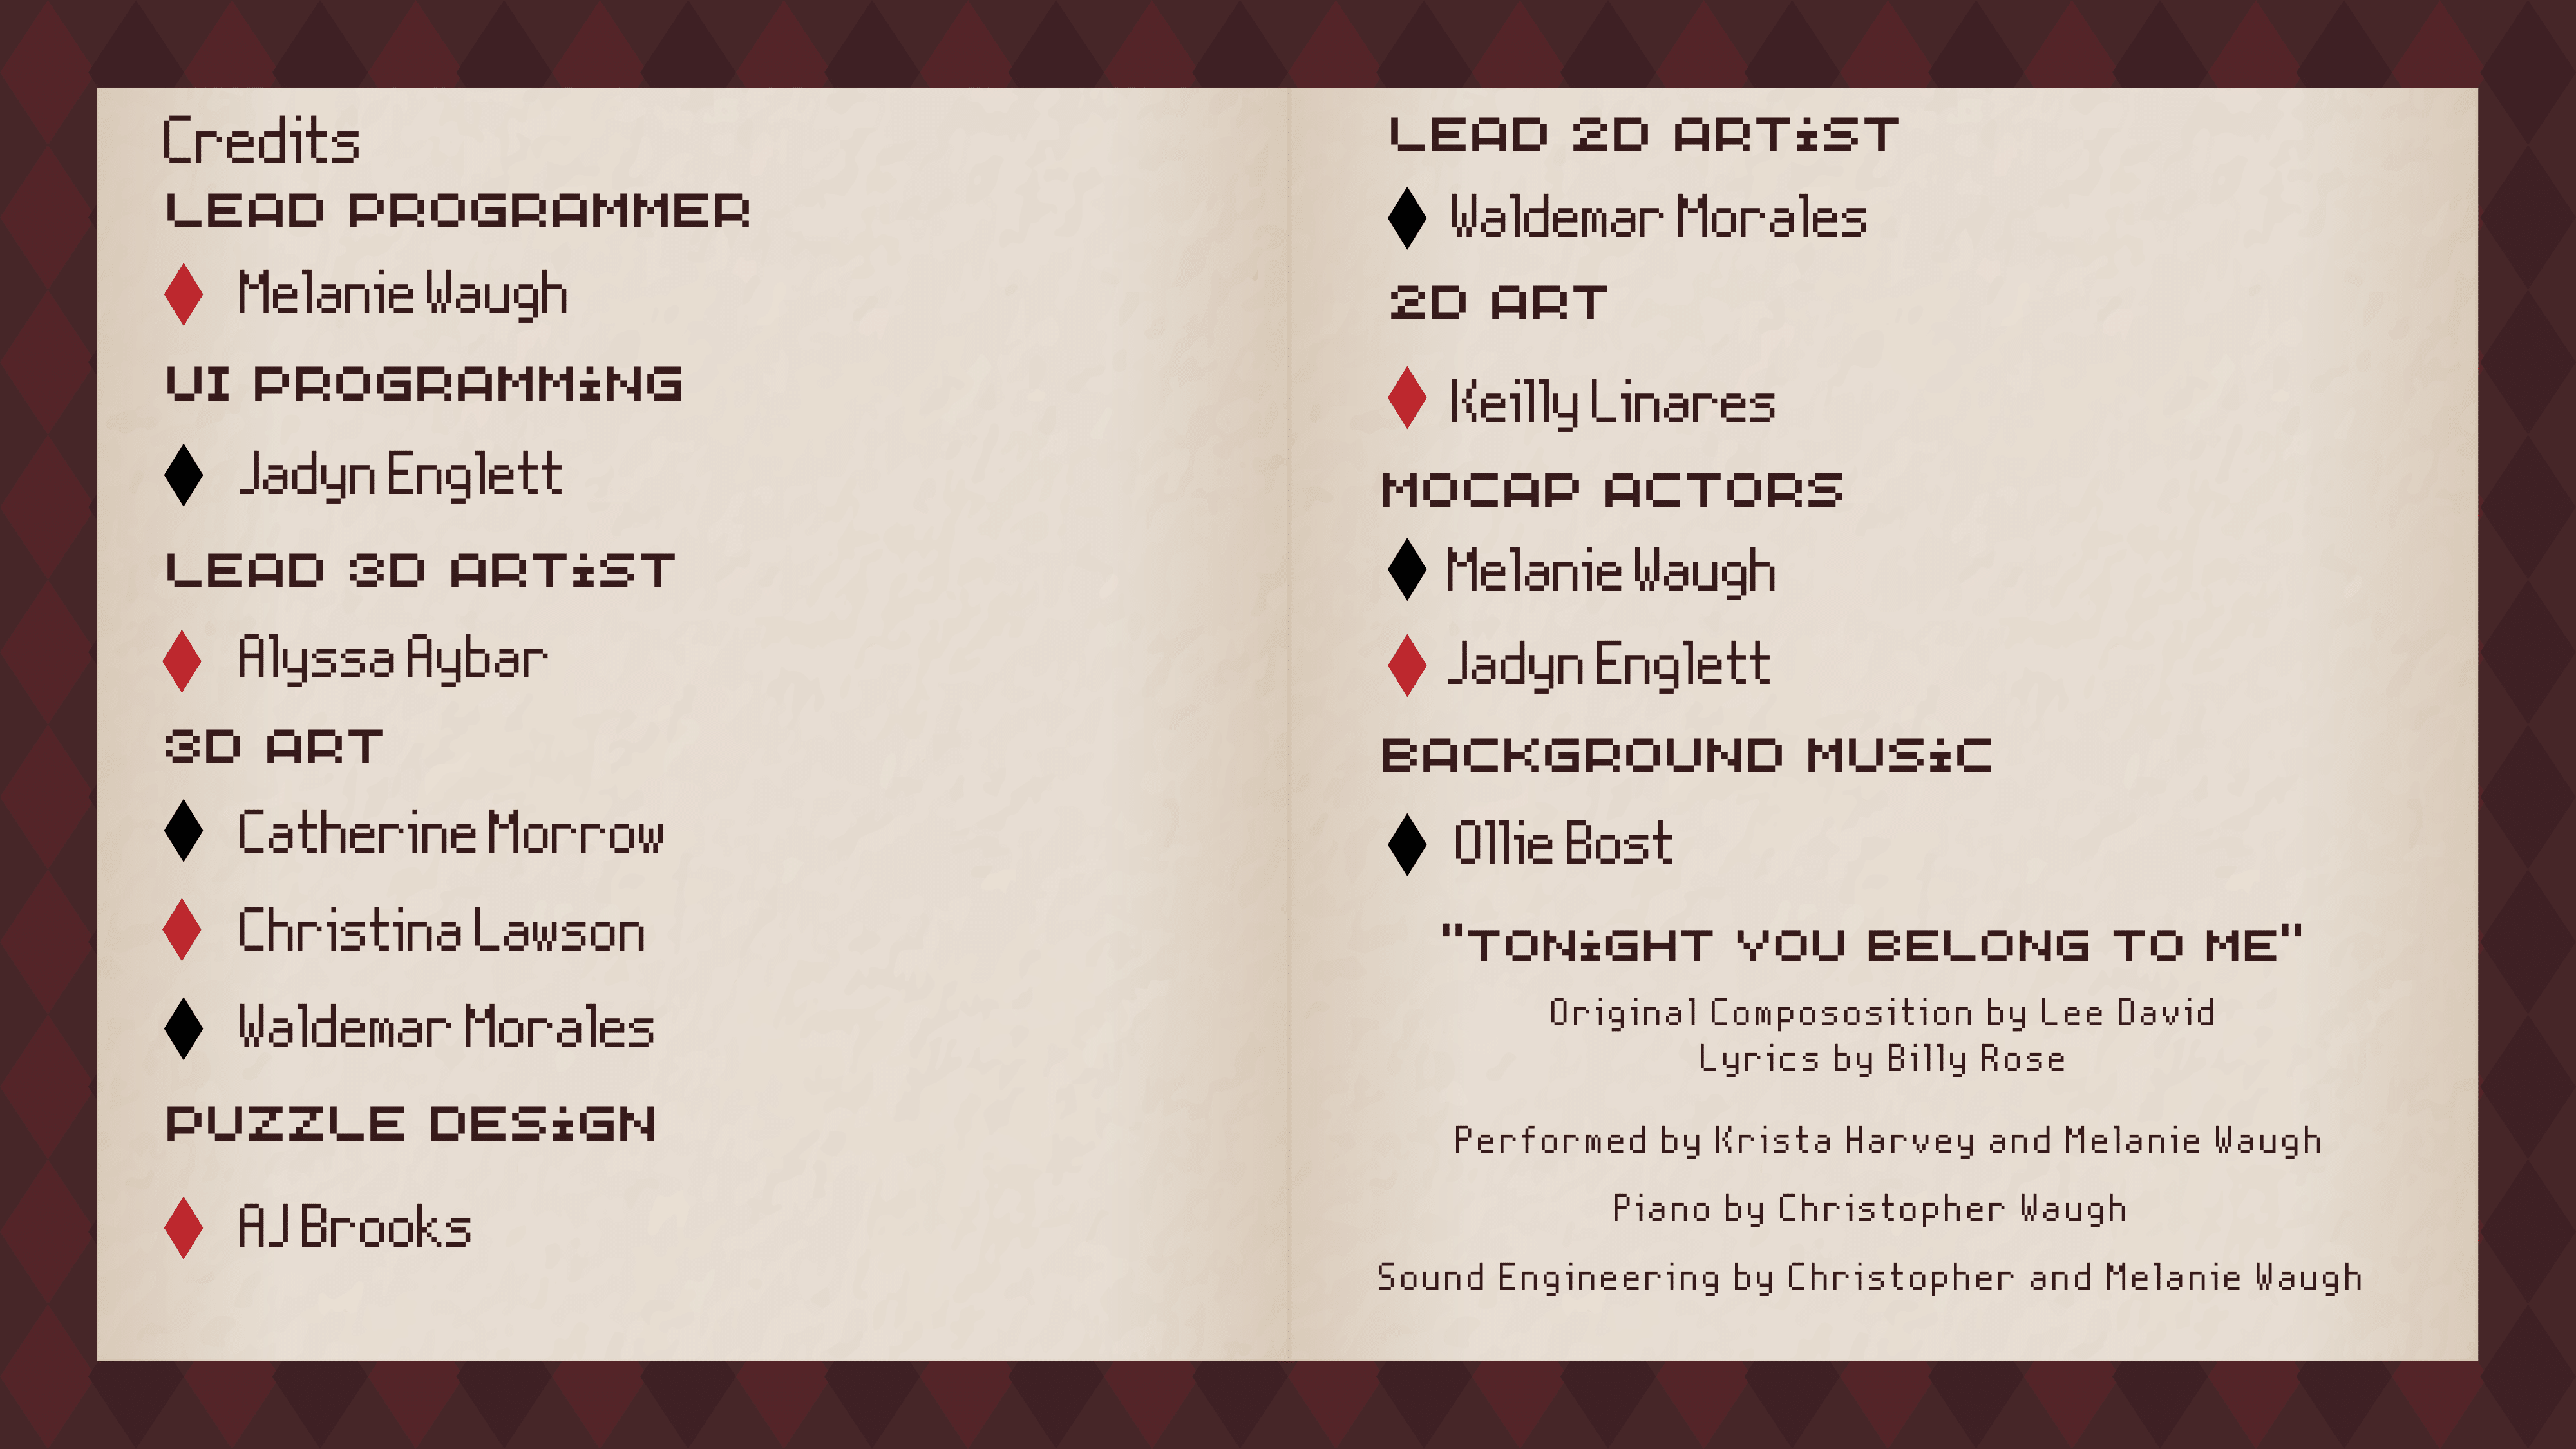 Credits
LEAD PROGRAMMER
Melanie Waugh
UI PROGRAMMiNG
Jadyn Englett
LEAD 3D ARTiST
Alyssa Aybar
3D ART
Catherine Morrow
Christina Lawson
Waldemar Morales
PUZZLE DESiGN
AJ Brooks
LEAD 2D ARTiST
Waldemar Morales
2D ART
Keilly Linares
MOCAP ACTORS
Melanie Waugh
Jadyn Englett
BACKGROUND MUSiC
Ollie Bost
"TONiGHT YOU BELONG TO ME"
Original Compososition by Lee David
Lyrics by Billy Rose
Performed by Krista Harvey and Melanie Waugh
Piano by Christopher Waugh
Sound Engineering by Christopher and Melanie Waugh